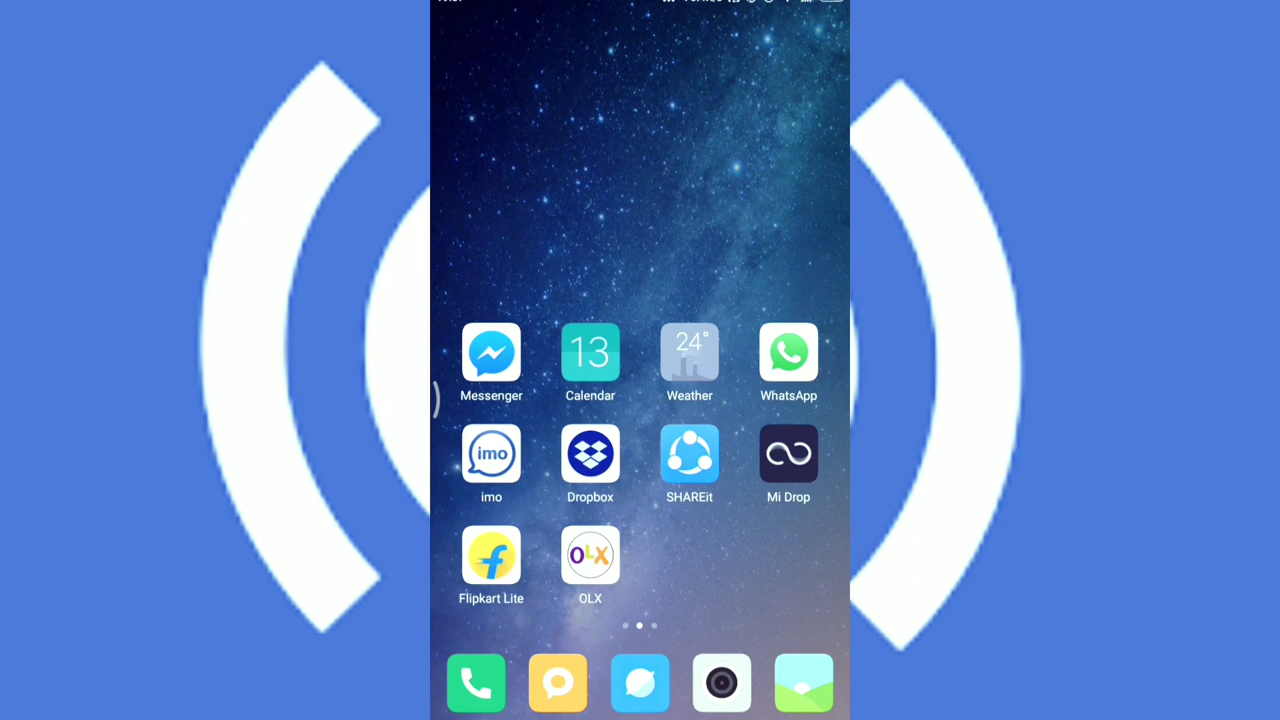 13
24°
Messenger
Calendar
Weather
WhatsApp
imo
imo
Dropbox
SHAREit
Mi Drop
f
OLX
Flipkart Lite
OLX